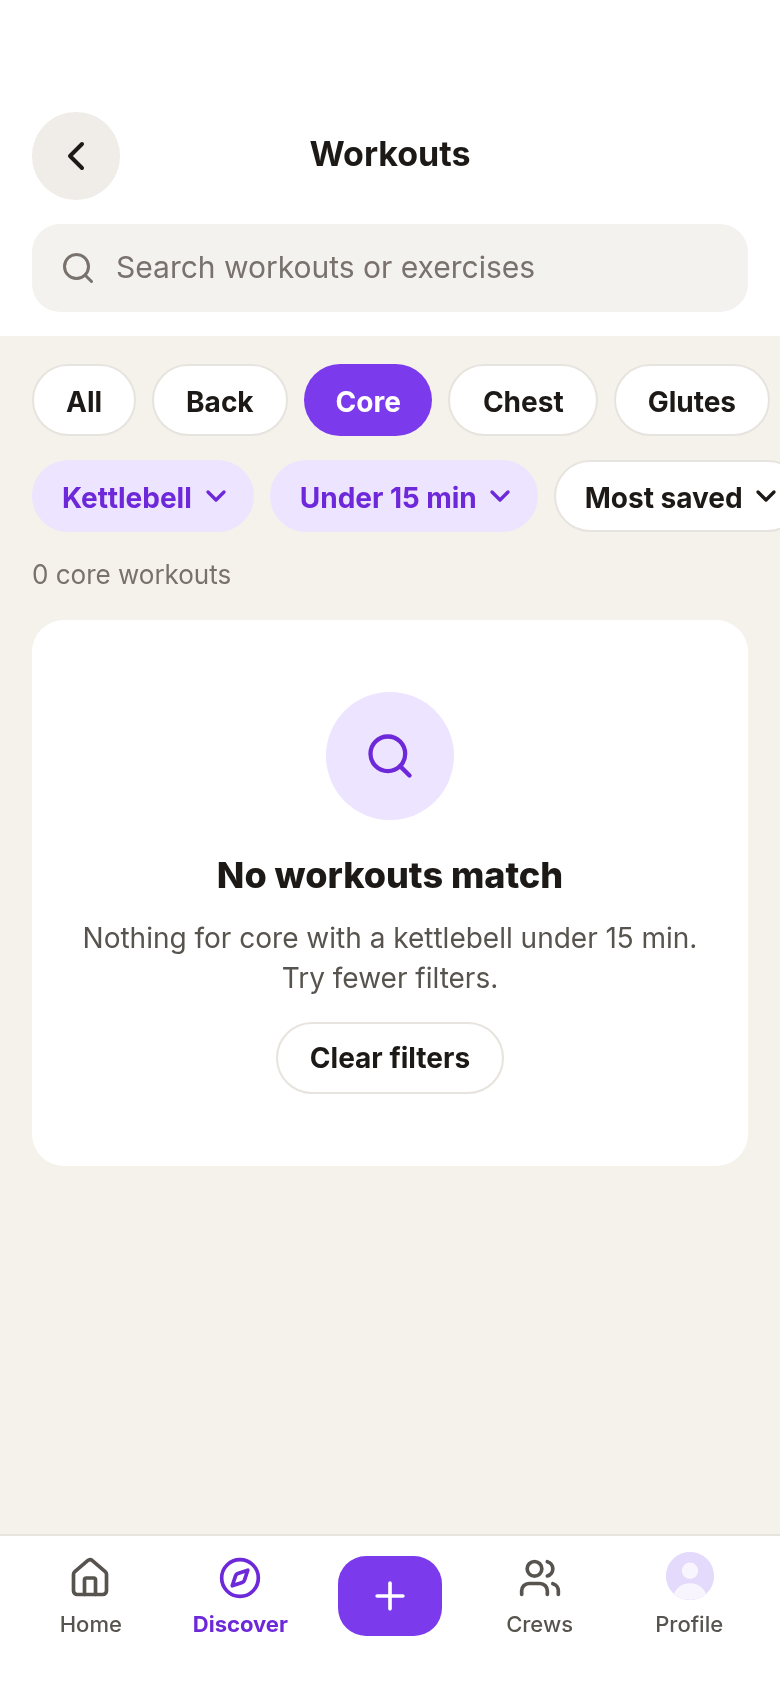 Workouts
Search workouts or exercises
All
Back
Core
Chest
Glutes
Kettlebell
Under 15 min
Most saved
0 core workouts
No workouts match
Nothing for core with a kettlebell under 15 min.
Try fewer filters.
Clear filters
Home
Discover
Crews
Profile